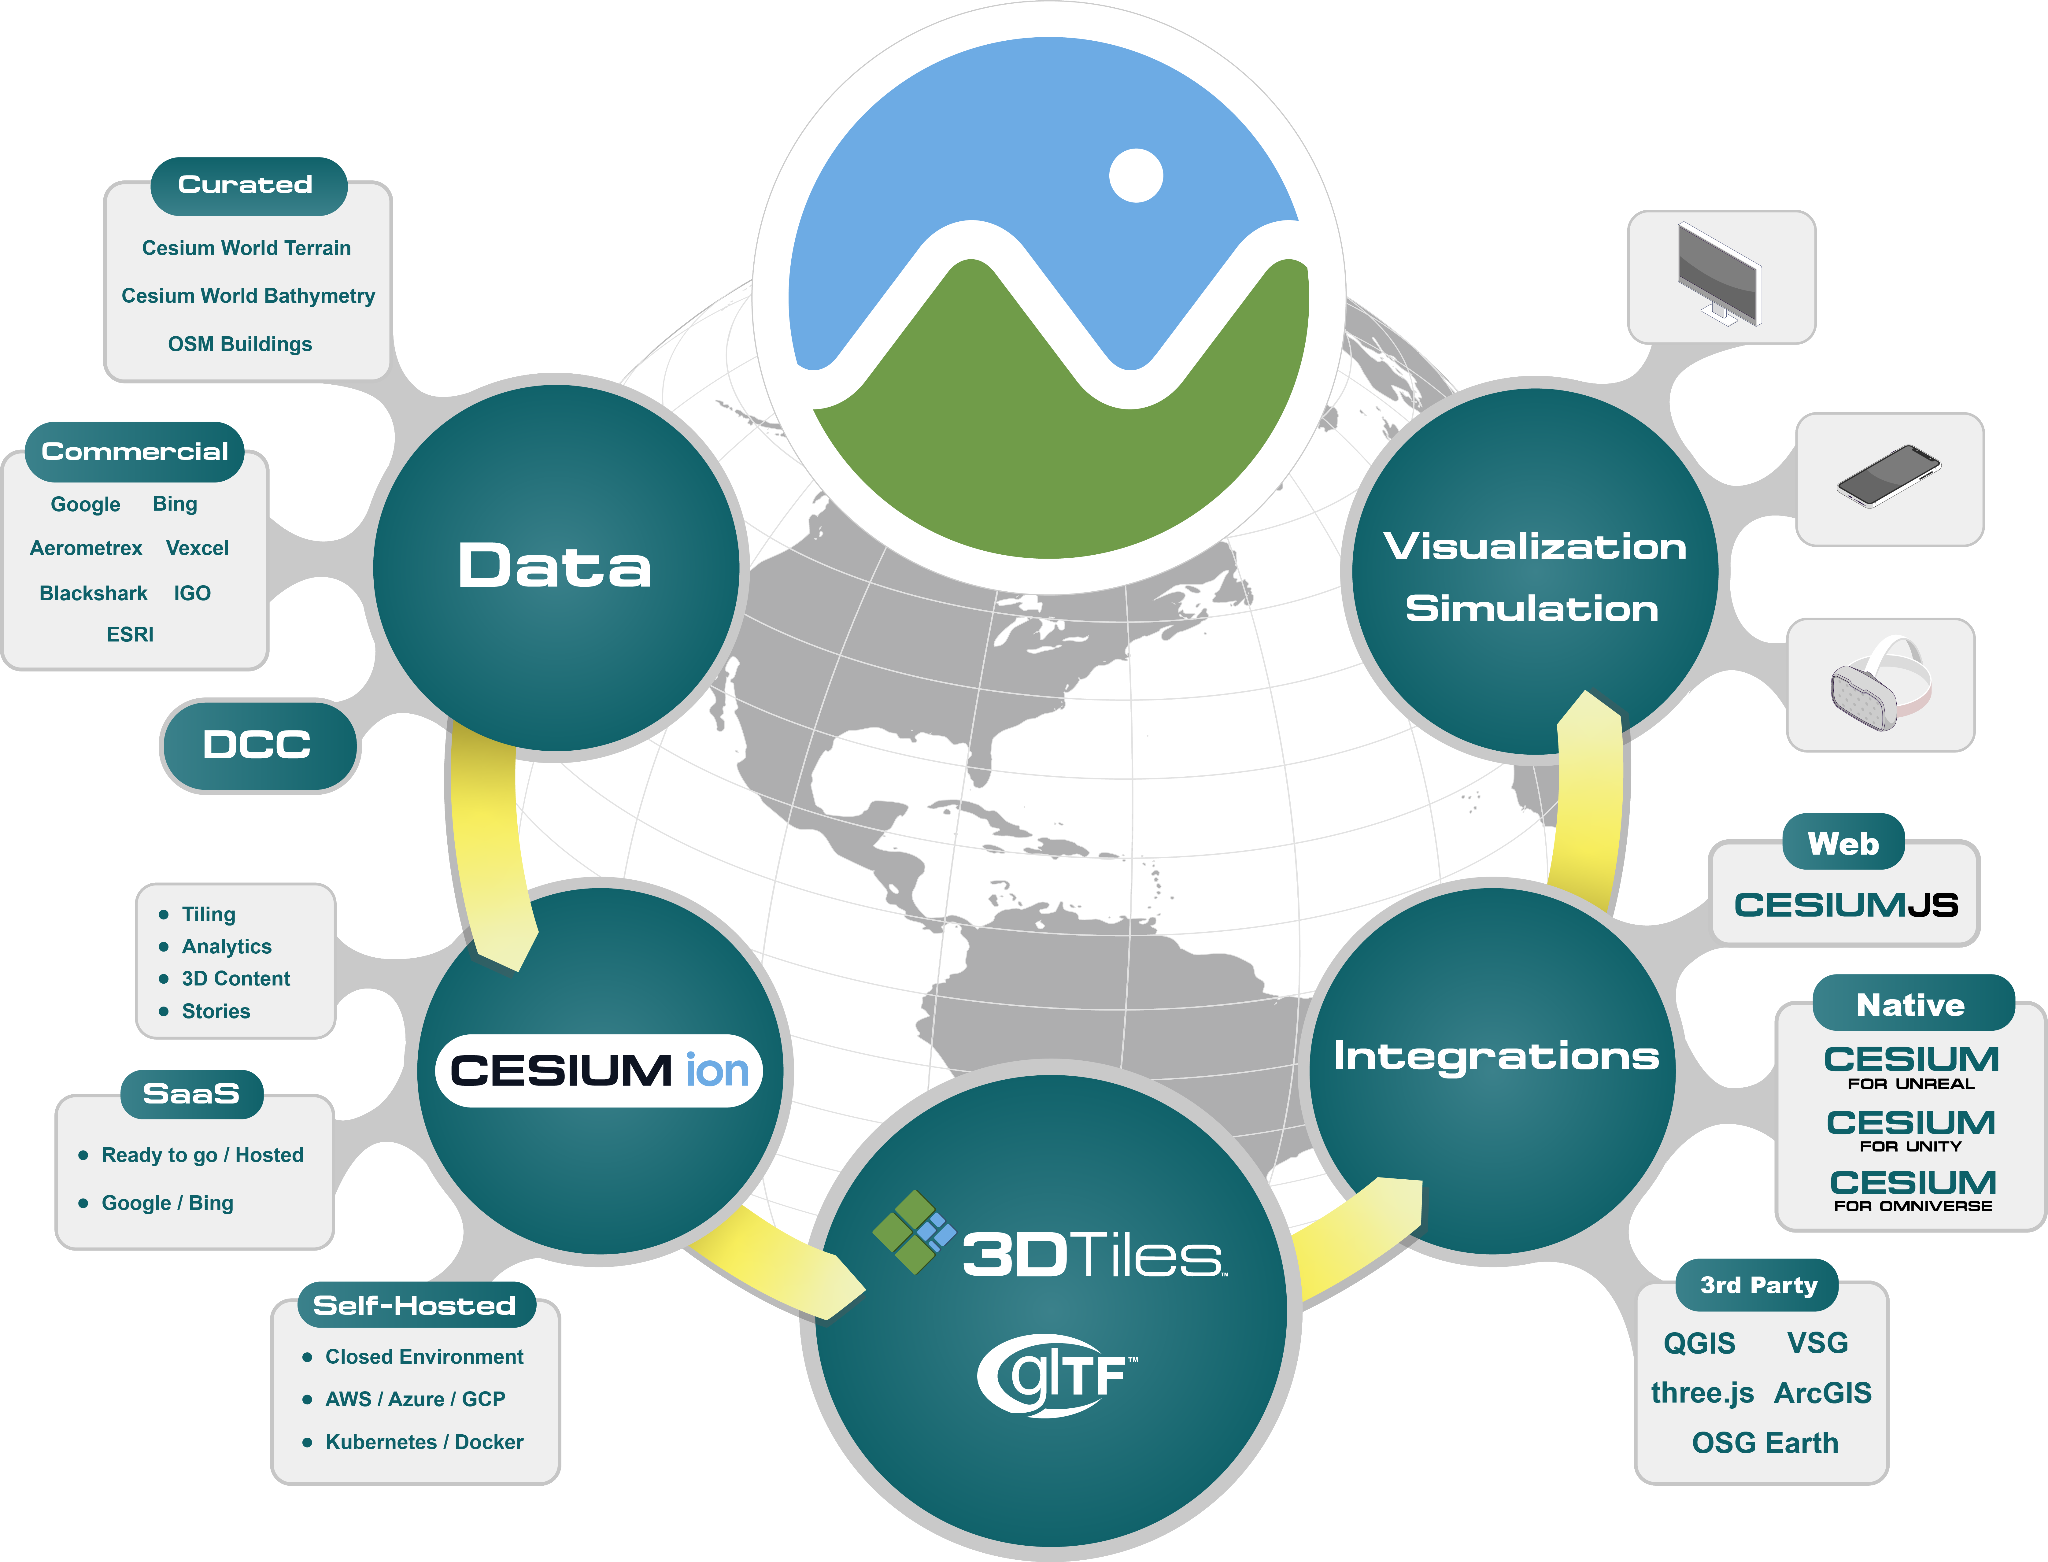 Curated
Cesium World Terrain
Cesium World Bathymetry
OSM Buildings
Commercial
Google Bing
Aerometrex Vexcel
Blackshark IGO
ESRI
DCC
Data
Tiling
Analytics
3D Content
Stories
SaaS
Ready to go / Hosted
Google / Bing
Self-Hosted
Closed Environment
AWS / Azure / GCP
Kubernetes / Docker
CESIUM ion
3DTiles™
glTF™
Integrations
Web
CESIUMJS
Native
CESIUM
FOR UNREAL
CESIUM
FOR UNITY
CESIUM
FOR OMNIVERSE
3rd Party
QGIS VSG
three.js ArcGIS
OSG Earth
Visualization
Simulation